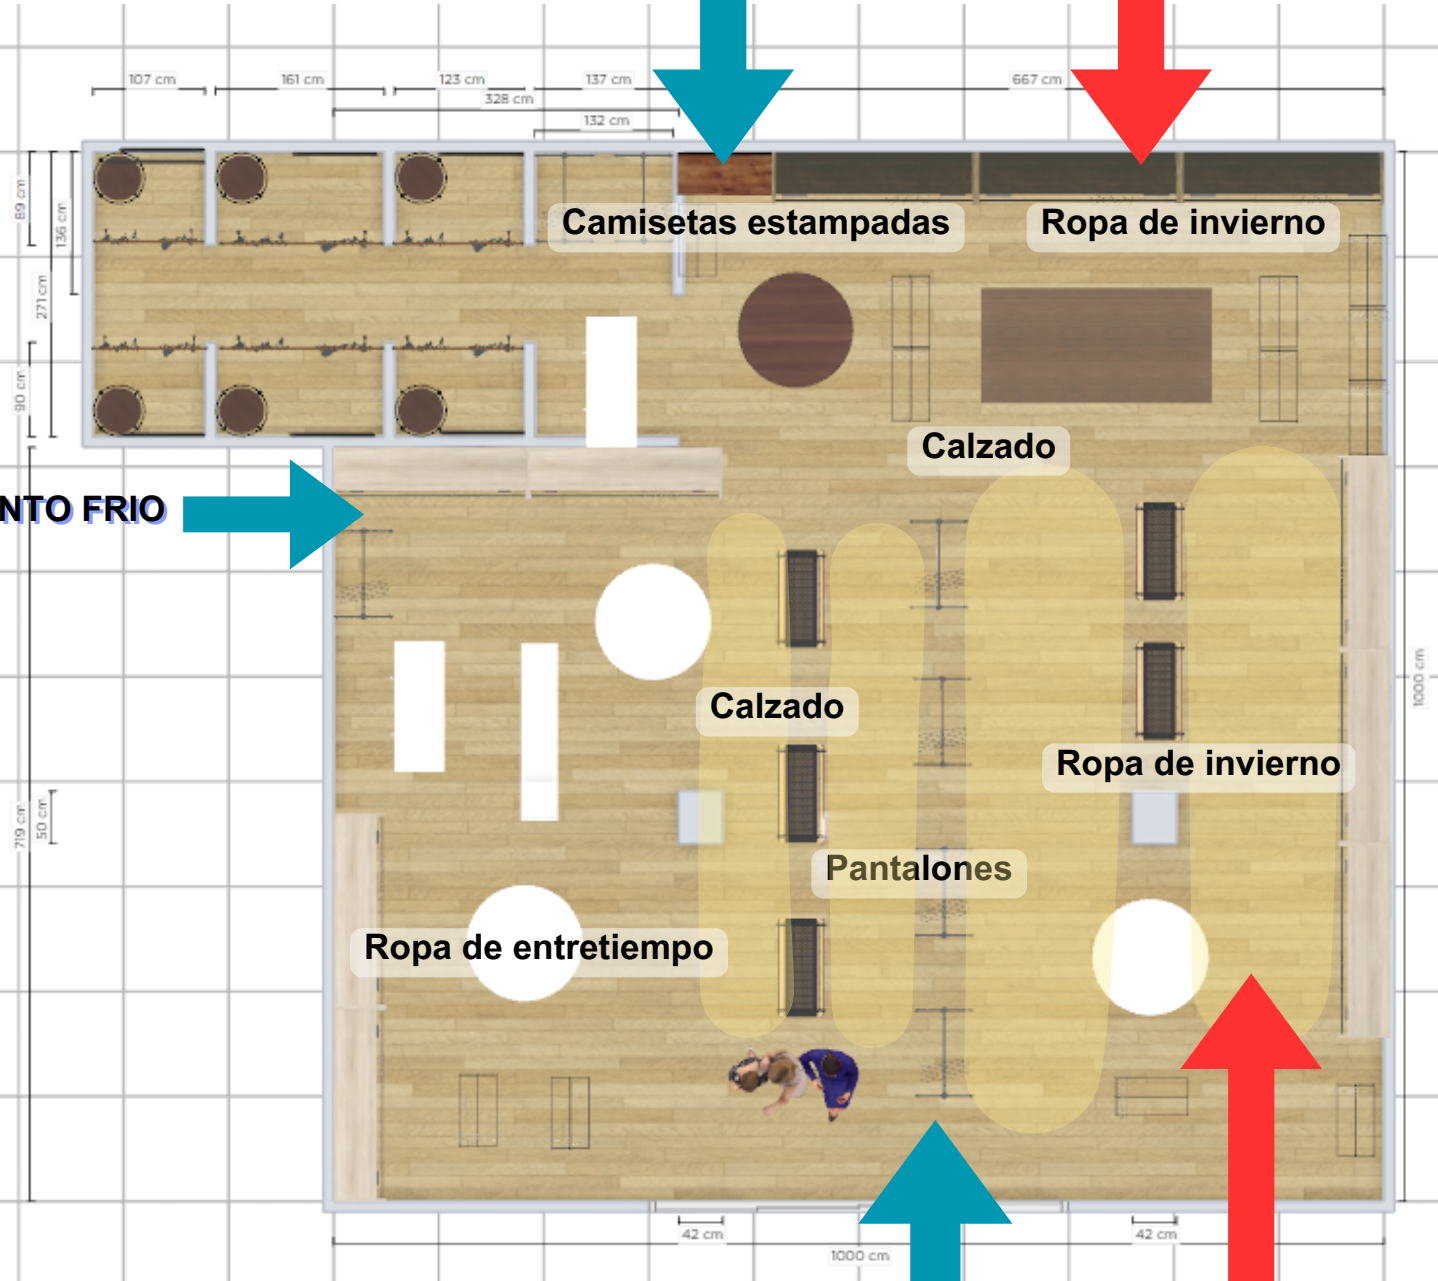 107 cm
161 cm
123 cm
137 cm
667 cm
328 cm
132 cm
89 cm
136 cm
271 cm
90 cm
Camisetas estampadas
Ropa de invierno
Calzado
NTO FRIO
Calzado
1000 cm
Ropa de invierno
719 cm
50 cm
Pantalones
Ropa de entretiempo
42 cm
42 cm
1000 cm